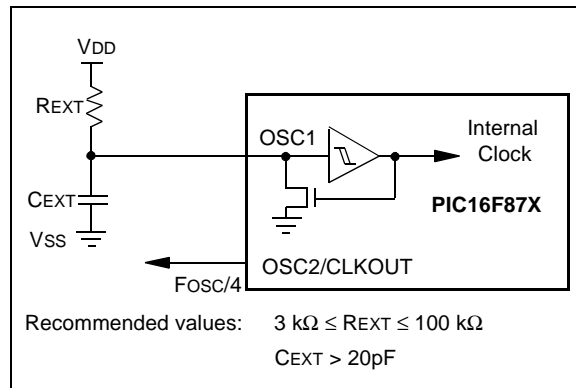 VDD
REXT
OSC1
Internal
Clock
CEXT
PIC16F87X
VSS
OSC2/CLKOUT
FOSC/4
Recommended values: 3 kΩ ≤ REXT ≤ 100 kΩ
CEXT > 20pF